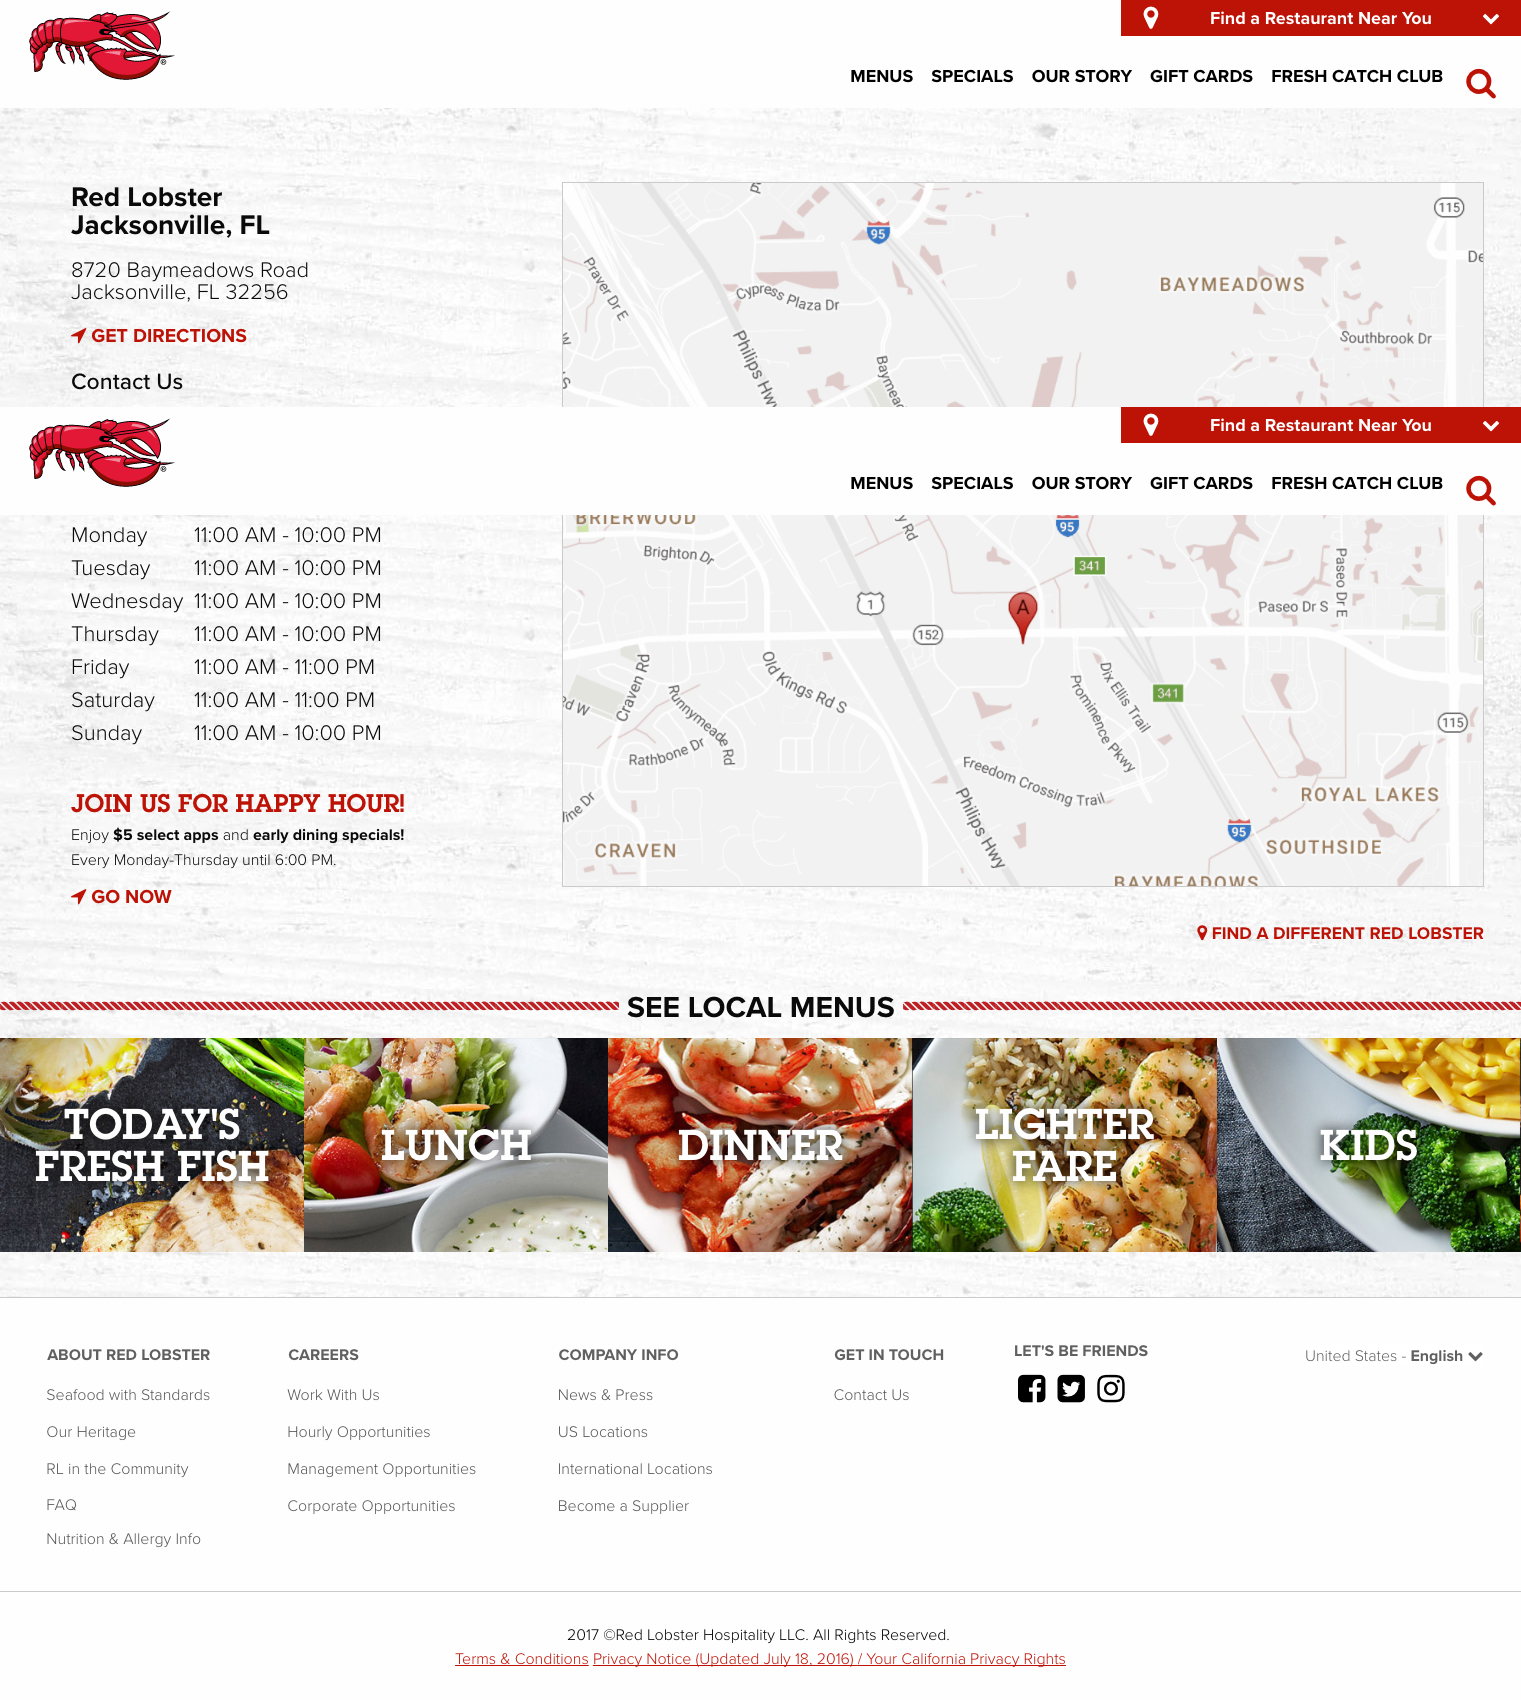 Find a Restaurant Near You
MENUS SPECIALS OUR STORY GIFT CARDS FRESH CATCH CLUB
Red Lobster
Jacksonville, FL
8720 Baymeadows Road
Jacksonville, FL 32256
GET DIRECTIONS
Contact Us
95
115
Praver Dr E
Cypress Plaza Dr
BAYMEADOWS
Philips Hwy
Southbrook Dr
Find a Restaurant Near You
MENUS SPECIALS OUR STORY GIFT CARDS FRESH CATCH CLUB
Monday 11:00 AM - 10:00 PM
Tuesday 11:00 AM - 10:00 PM
Wednesday 11:00 AM - 10:00 PM
Thursday 11:00 AM - 10:00 PM
Friday 11:00 AM - 11:00 PM
Saturday 11:00 AM - 11:00 PM
Sunday 11:00 AM - 10:00 PM
BRIERWOOD
Brighton Dr
95
341
1
A
152
Paseo Dr S
Paseo Dr E
Craven Rd
Old Kings Rd S
Runnymeade Rd
Rathbone Dr
Dix Ellis Trail
Prominence Pkwy
341
115
Freedom Crossing Trail
Philips Hwy
ROYAL LAKES
95
SOUTHSIDE
CRAVEN
BAYMEADOWS
JOIN US FOR HAPPY HOUR!
Enjoy $5 select apps and early dining specials!
Every Monday-Thursday until 6:00 PM.
GO NOW
FIND A DIFFERENT RED LOBSTER
SEE LOCAL MENUS
TODAY'S
FRESH FISH
LUNCH
DINNER
LIGHTER
FARE
KIDS
ABOUT RED LOBSTER
Seafood with Standards
Our Heritage
RL in the Community
FAQ
Nutrition & Allergy Info
CAREERS
Work With Us
Hourly Opportunities
Management Opportunities
Corporate Opportunities
COMPANY INFO
News & Press
US Locations
International Locations
Become a Supplier
GET IN TOUCH
Contact Us
LET'S BE FRIENDS
United States - English
2017 ©Red Lobster Hospitality LLC. All Rights Reserved.
Terms & Conditions Privacy Notice (Updated July 18, 2016) / Your California Privacy Rights